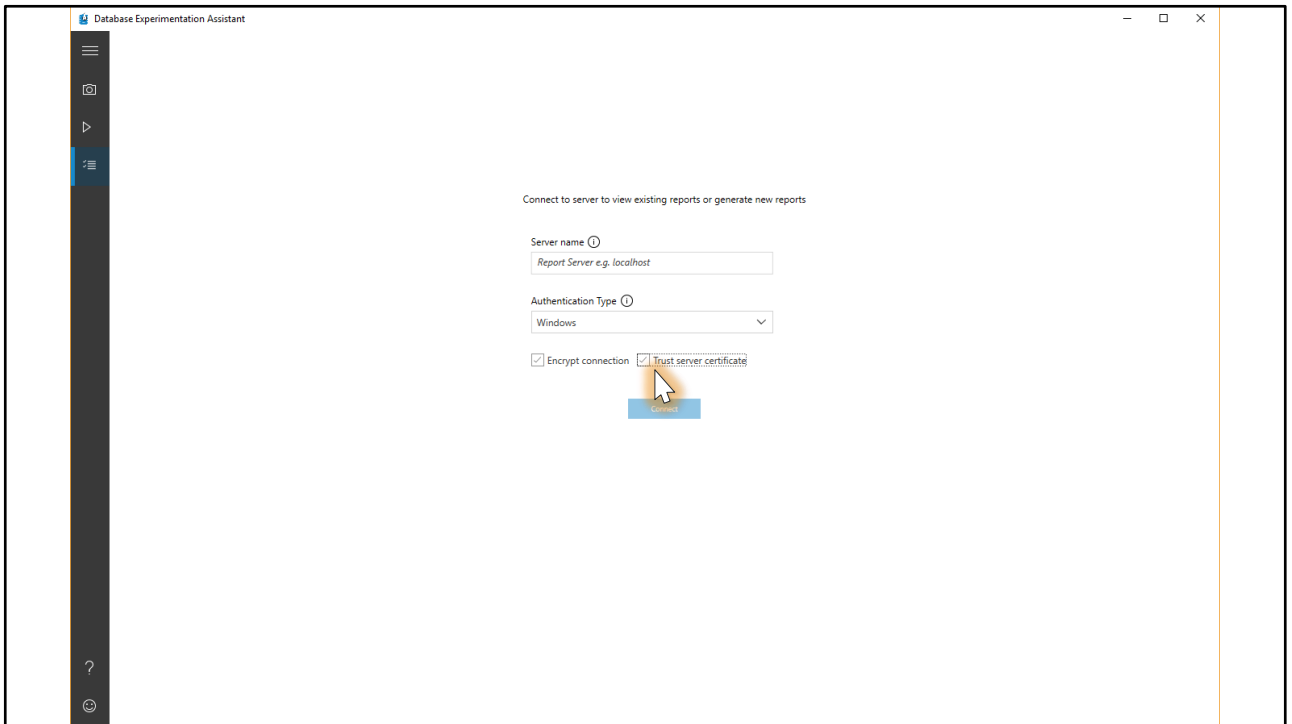 Database Experimentation Assistant
Connect to server to view existing reports or generate new reports
Server name
Report Server e.g. localhost
Authentication Type
Windows
Encrypt connection Trust server certificate
Connect